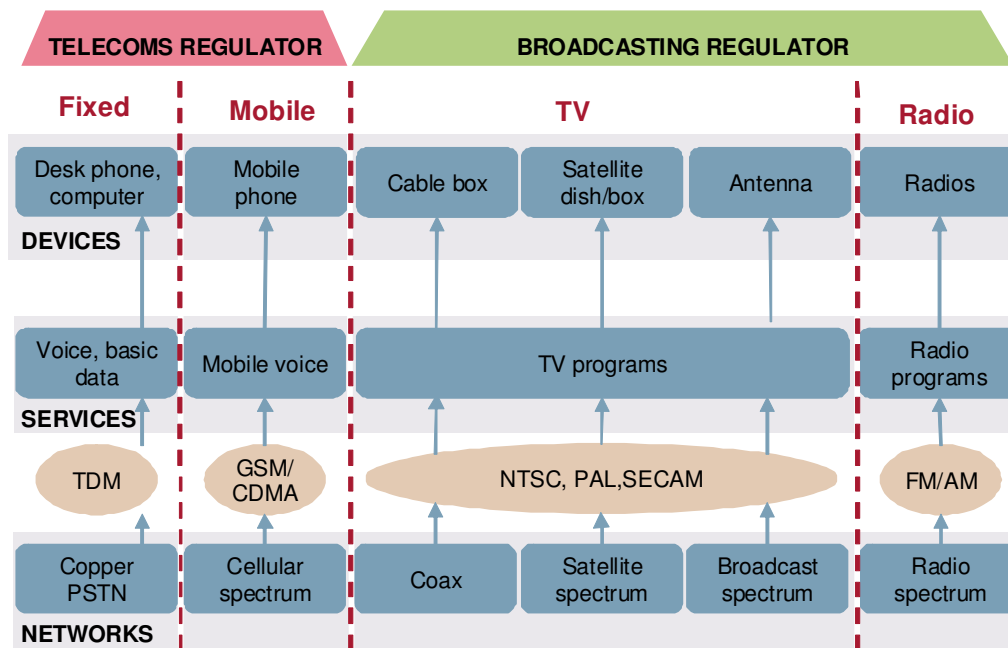 TELECOMS REGULATOR
BROADCASTING REGULATOR
Fixed
Mobile
TV
Radio
Desk phone,
computer
Mobile
phone
Cable box
Satellite
dish/box
Antenna
Radios
DEVICES
Voice, basic
data
Mobile voice
TV programs
Radio
programs
SERVICES
TDM
GSM/
CDMA
NTSC, PAL,SECAM
FM/AM
Copper
PSTN
Cellular
spectrum
Coax
Satellite
spectrum
Broadcast
spectrum
Radio
spectrum
NETWORKS